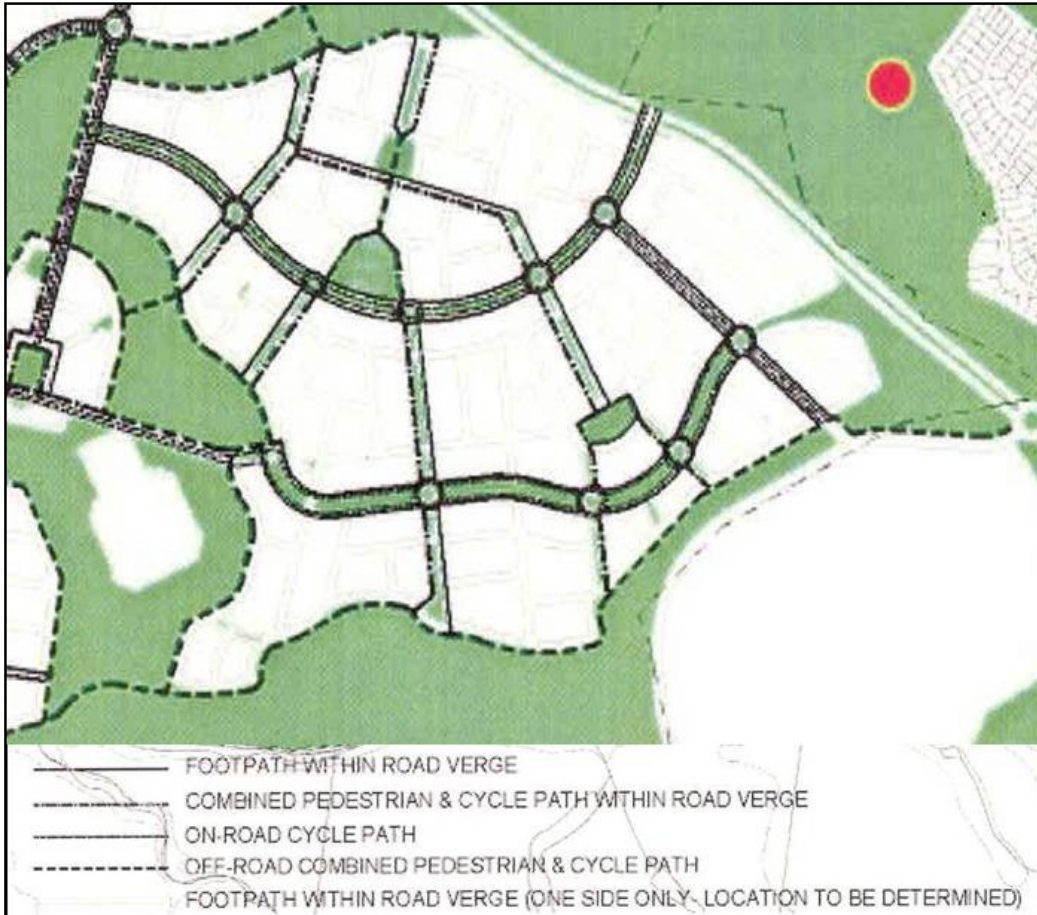 FOOTPATH WITHIN ROAD VERGE
COMBINED PEDESTRIAN & CYCLE PATH WITHIN ROAD VERGE
ON-ROAD CYCLE PATH
OFF-ROAD COMBINED PEDESTRIAN & CYCLE PATH
FOOTPATH WITHIN ROAD VERGE (ONE SIDE ONLY- LOCATION TO BE DETERMINED)